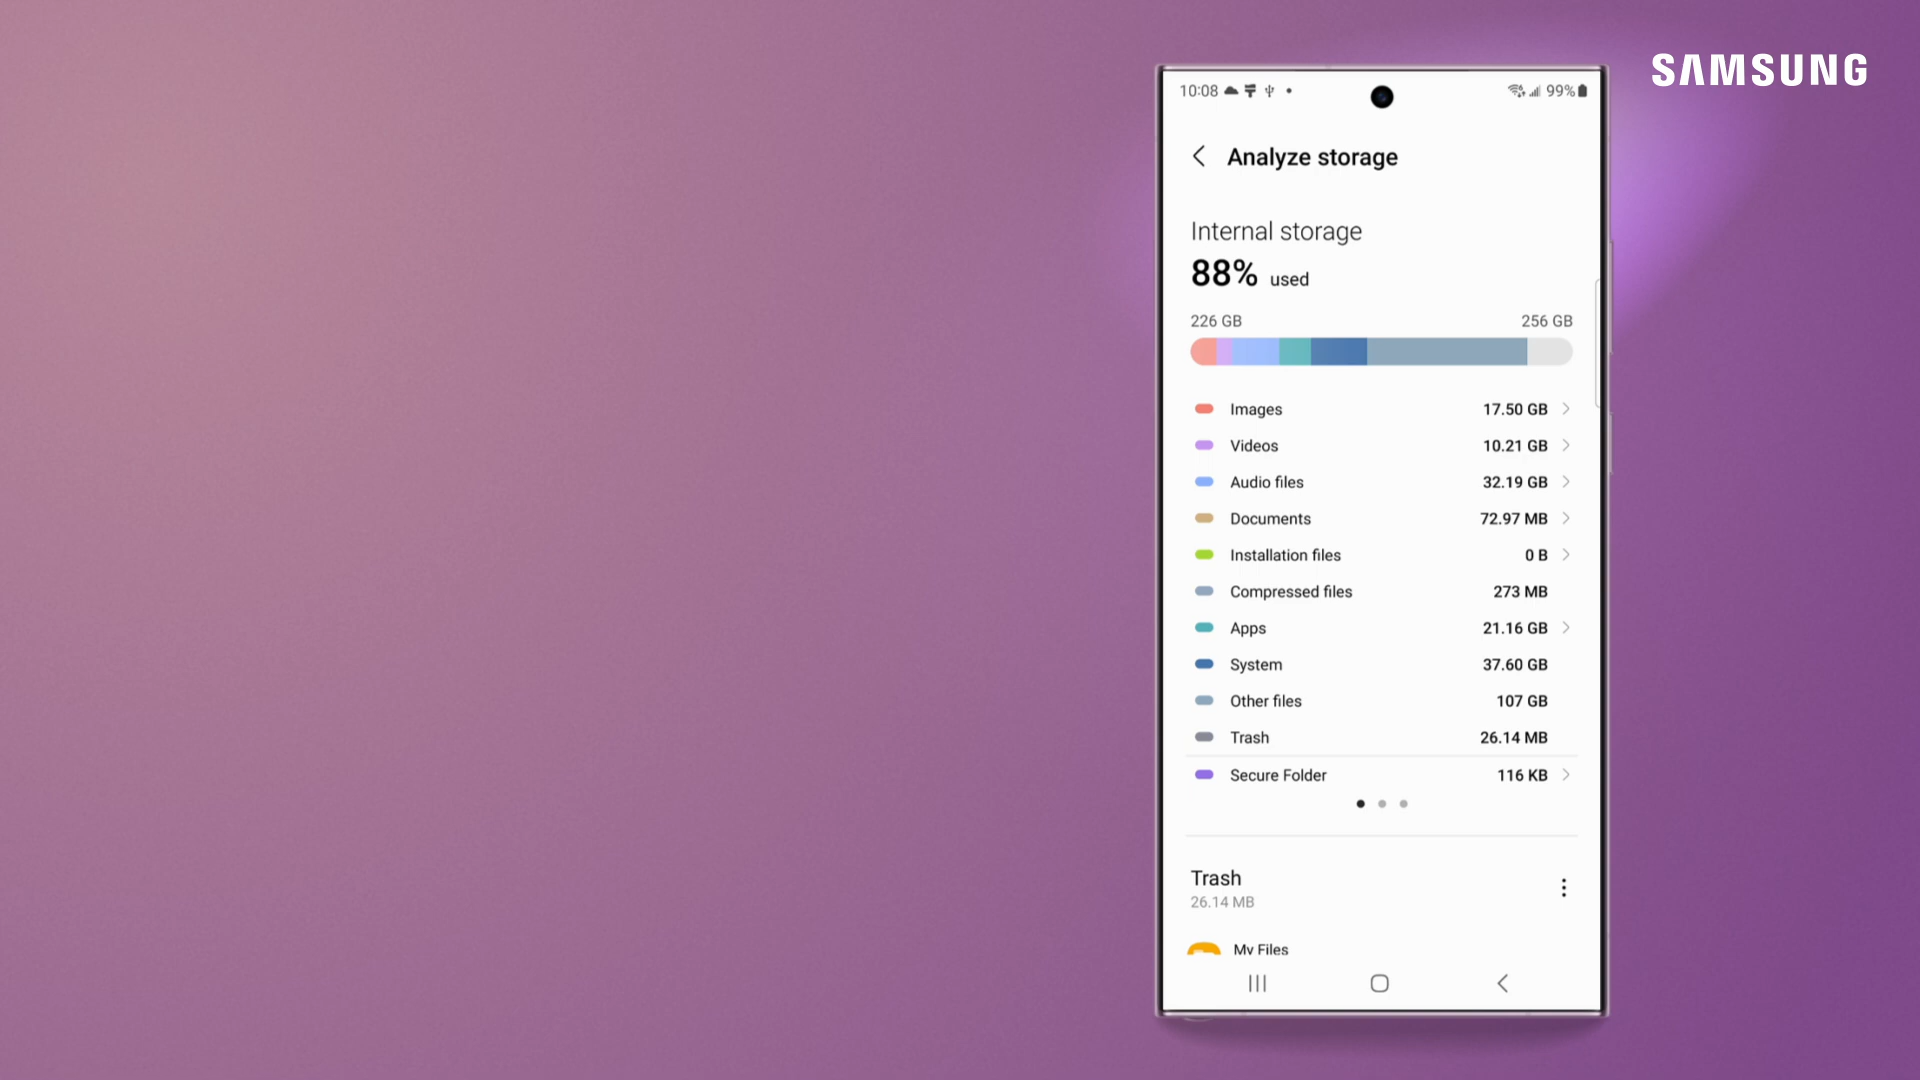 SAMSUNG
10:08 99%
Analyze storage
Internal storage
88% used
226 GB 256 GB
Images 17.50 GB
Videos 10.21 GB
Audio files 32.19 GB
Documents 72.97 MB
Installation files 0 B
Compressed files 273 MB
Apps 21.16 GB
System 37.60 GB
Other files 107 GB
Trash 26.14 MB
Secure Folder 116 KB
Trash
26.14 MB
My Files